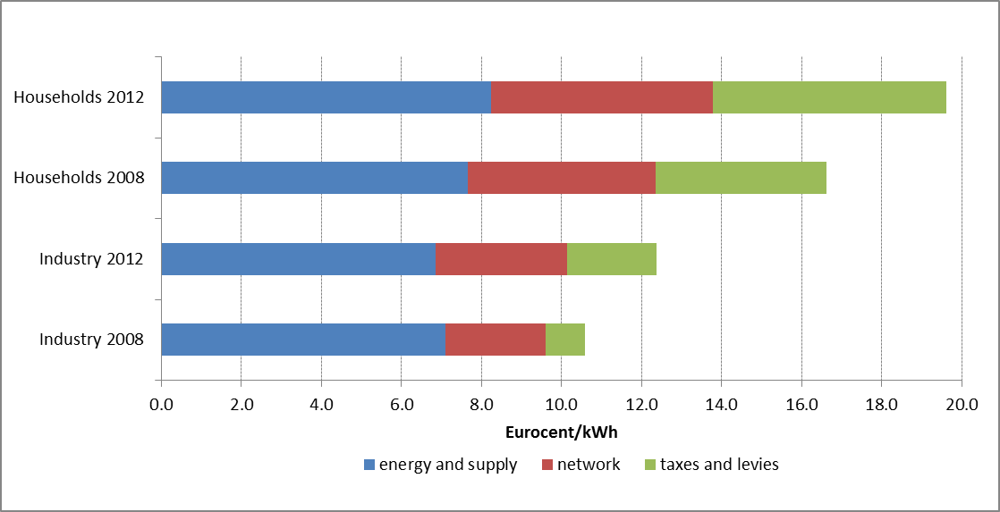 Households 2012
Households 2008
Industry 2012
Industry 2008
0.0 2.0 4.0 6.0 8.0 10.0 12.0 14.0 16.0 18.0 20.0
Eurocent/kWh
energy and supply network taxes and levies